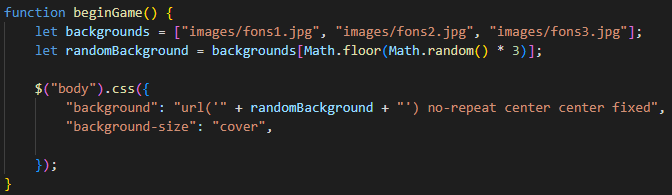 function beginGame() {
    let backgrounds = ["images/fons1.jpg", "images/fons2.jpg", "images/fons3.jpg"];
    let randomBackground = backgrounds[Math.floor(Math.random() * 3)];
    $("body").css({
        "background": "url('" + randomBackground + "') no-repeat center center fixed",
        "background-size": "cover",
    });
}